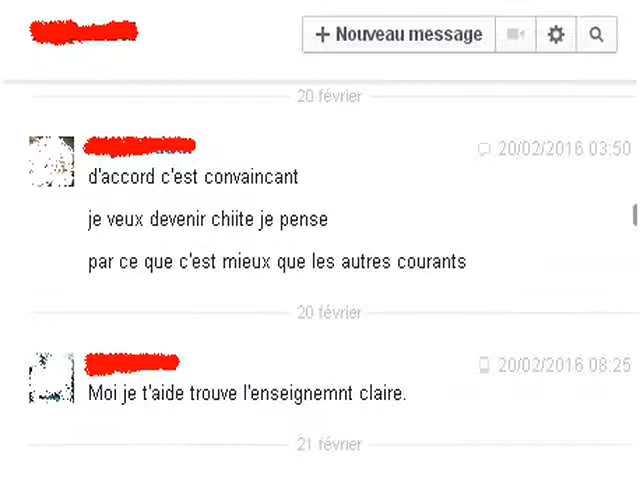 + Nouveau message
20 février
20/02/2016 03:50
d'accord c'est convaincant
je veux devenir chiite je pense
par ce que c'est mieux que les autres courants
20 février
20/02/2016 08:25
Moi je t'aide trouve l'enseignemnt claire.
21 février